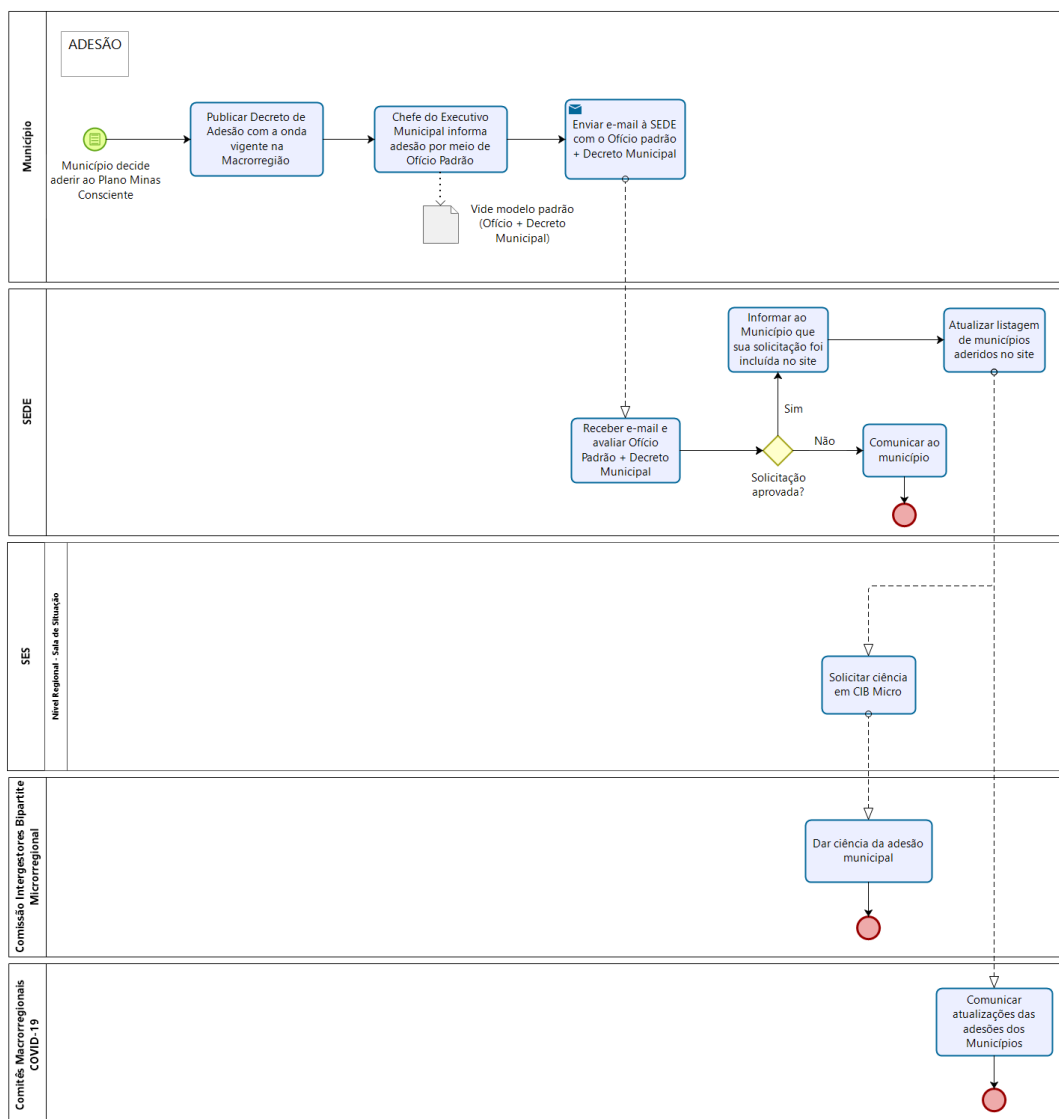 ADESÃO
Município
Município decide
aderir ao Plano Minas
Consciente
Publicar Decreto de
Adesão com a onda
vigente na
Macrorregião
Chefe do Executivo
Municipal informa
adesão por meio de
Ofício Padrão
Vide modelo padrão
(Ofício + Decreto
Municipal)
Enviar e-mail à SEDE
com o Ofício padrão
+ Decreto Municipal
SEDE
Receber e-mail e
avaliar Ofício
Padrão + Decreto
Municipal
Solicitação
aprovada?
Sim
Não
Informar ao
Município que
sua solicitação foi
incluída no site
Atualizar listagem
de municípios
aderidos no site
Comunicar ao
município
SES
Nível Regional - Sala de Situação
Solicitar ciência
em CIB Micro
Comissão Intergestores Bipartite
Microrregional
Dar ciência da adesão
municipal
Comitês Macrorregionais
COVID-19
Comunicar
atualizações das
adesões dos
Municípios